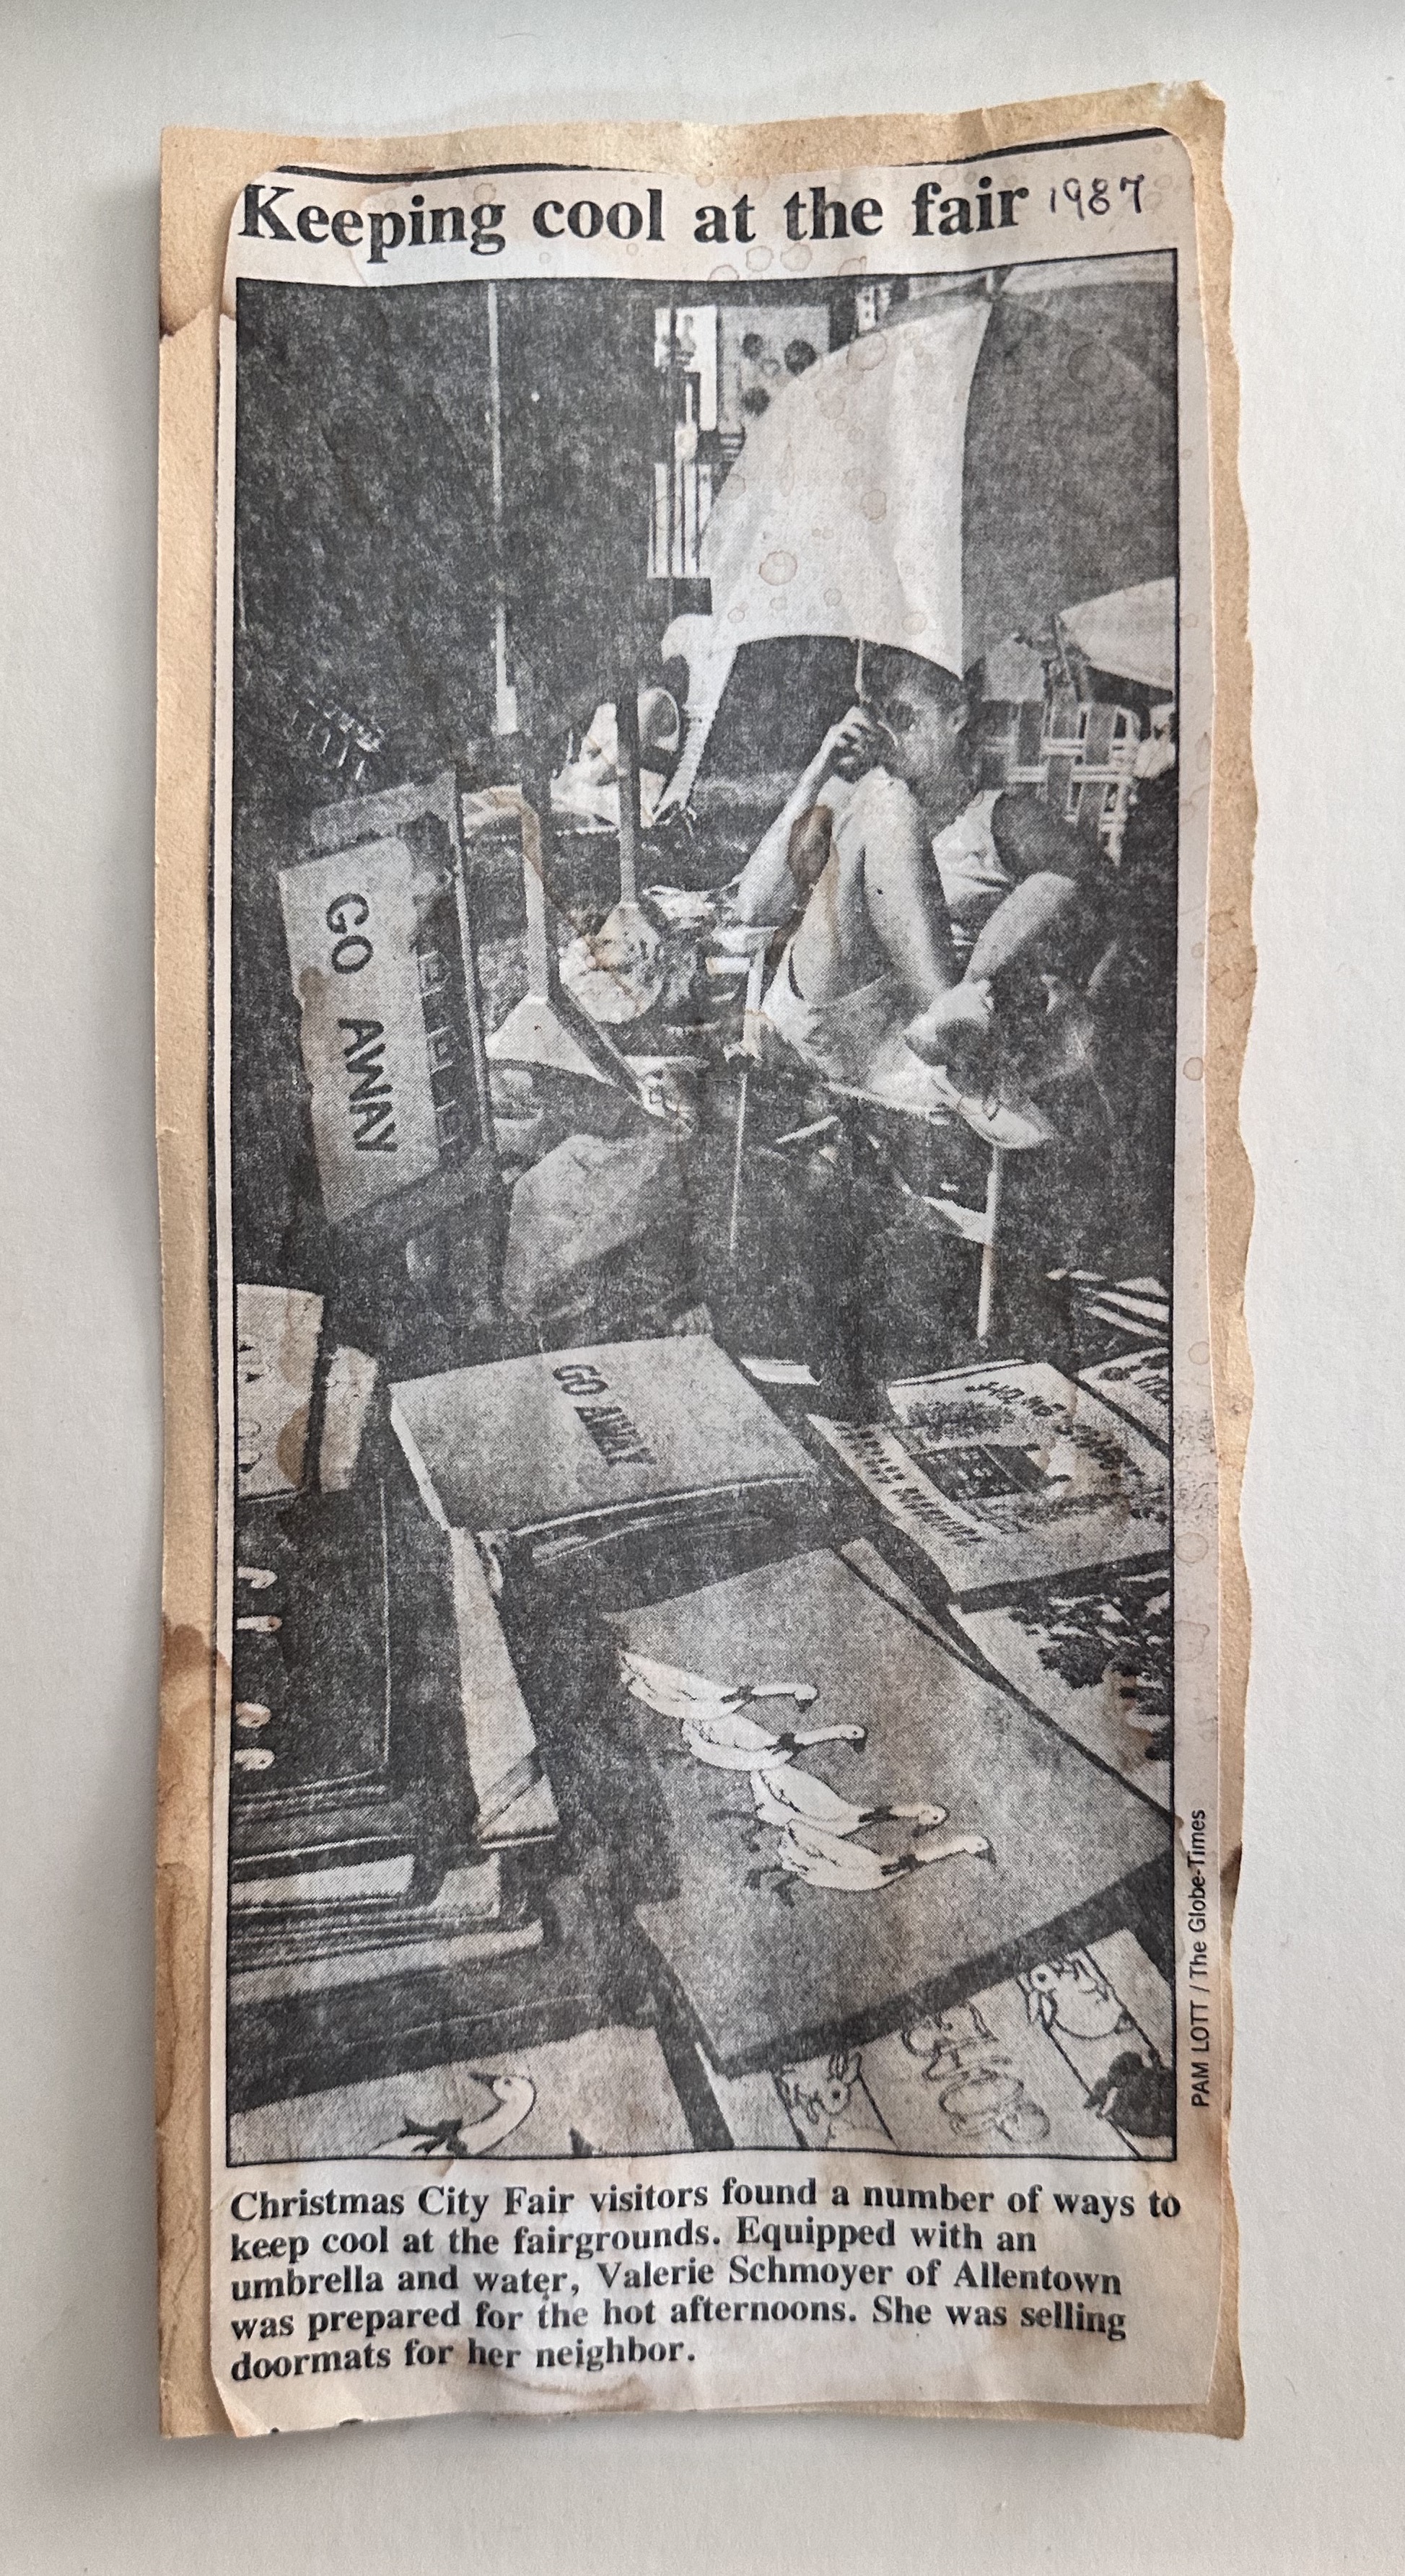 Keeping cool at the fair 1987
GO AWAY
GO AWAY
PAM LOTT / The Globe-Times
Christmas City Fair visitors found a number of ways to
keep cool at the fairgrounds. Equipped with an
umbrella and water, Valerie Schmoyer of Allentown
was prepared for the hot afternoons. She was selling
doormats for her neighbor.